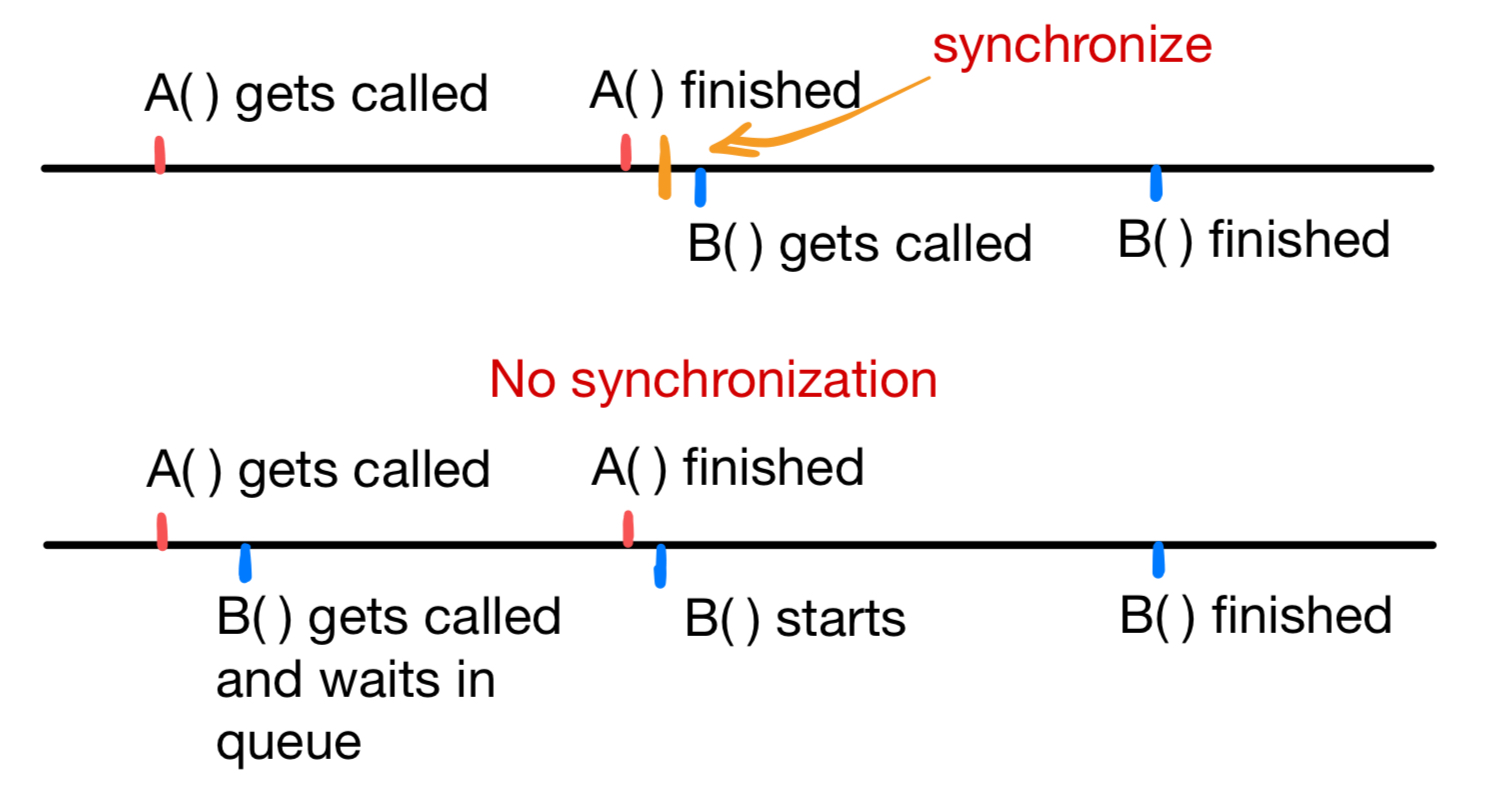 synchronize
A( ) gets called
A( ) finished
B( ) gets called
B( ) finished
No synchronization
A( ) gets called
A( ) finished
B( ) gets called
and waits in
queue
B( ) starts
B( ) finished